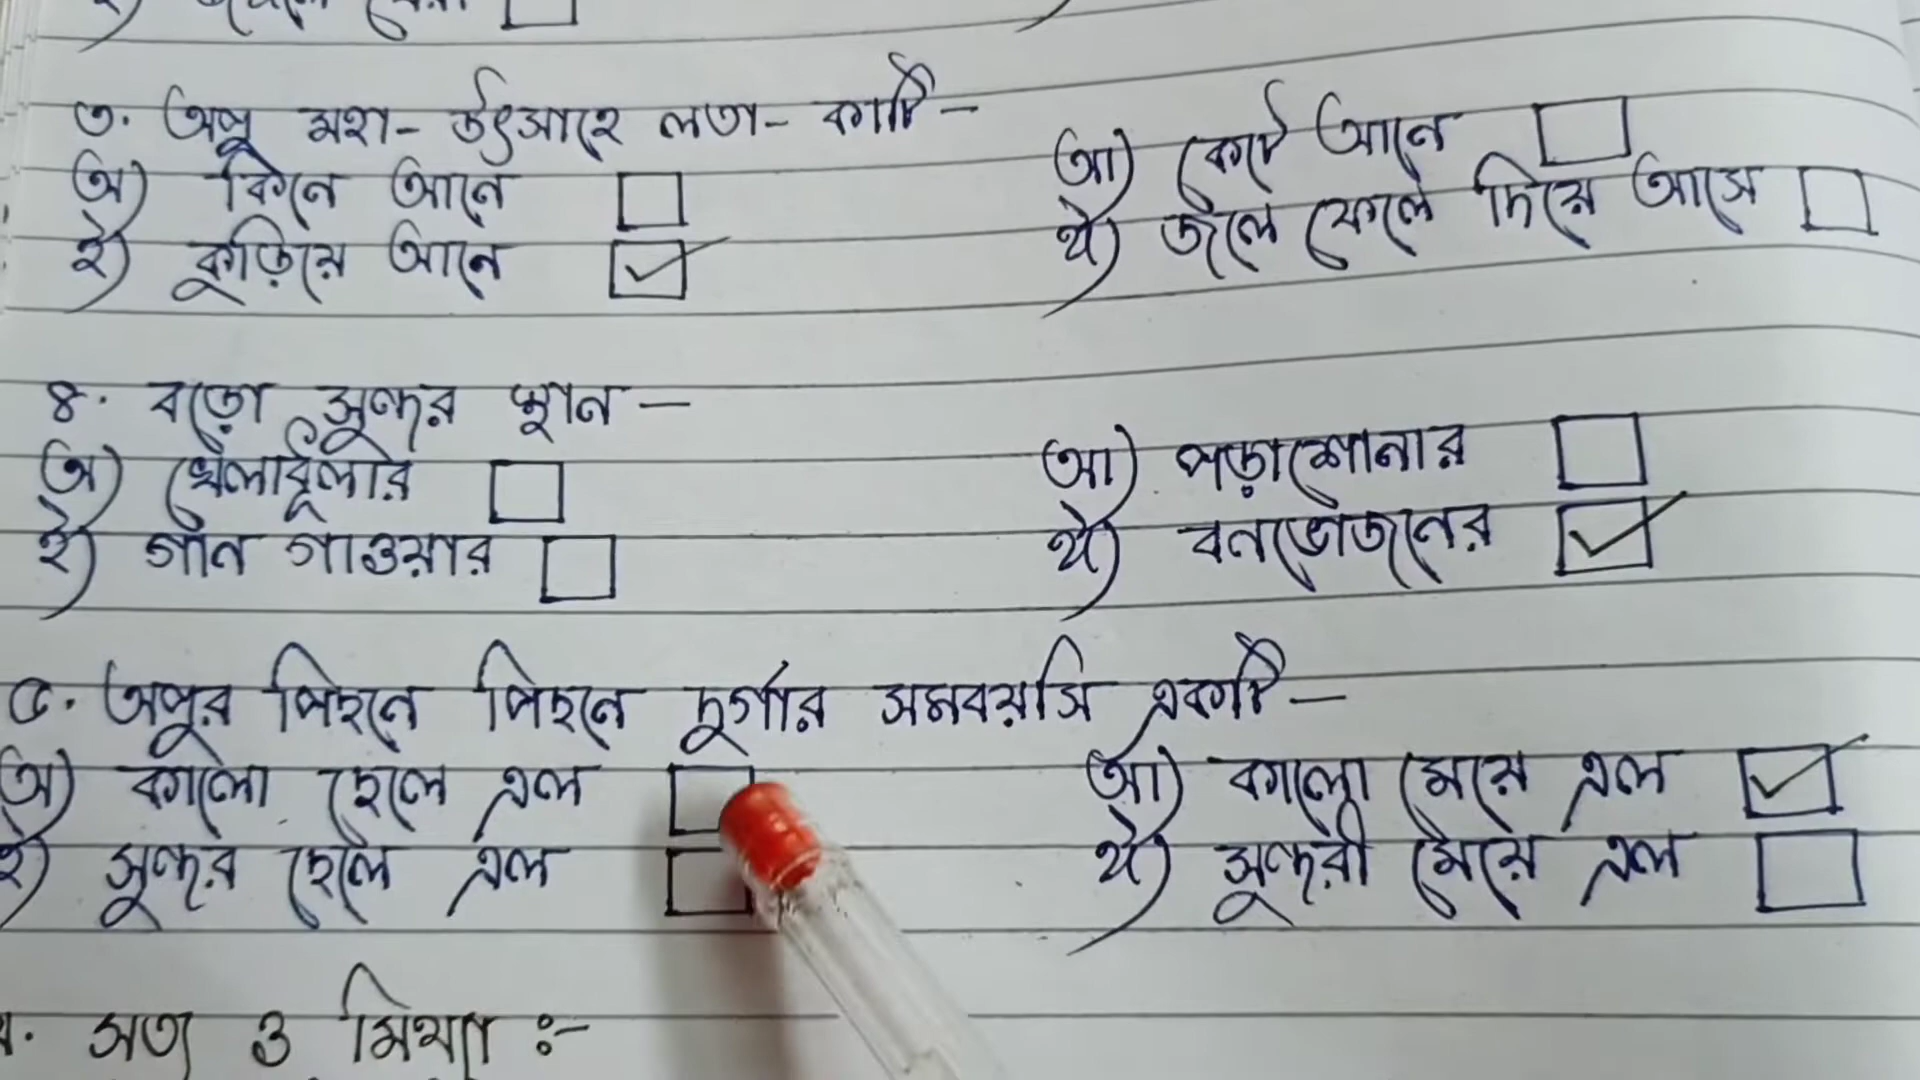 ৩. অপু মহা- উৎসাহে লতা- কাটি –
অ) কিনে আনে
আ) কেটে আনে
ই) কুড়িয়ে আনে
ঈ) জলে ফেলে দিয়ে আসে
৪. বড়ো সুন্দর স্থান –
অ) খেলাধূলার
আ) পড়াশোনার
ই) গান গাওয়ার
ঈ) বনভোজনের
৫. অপুর পিছনে পিছনে দুর্গার সমবয়সি একটি –
অ) কালো ছেলে এল
আ) কালো মেয়ে এল
ই) সুন্দর ছেলে এল
ঈ) সুন্দরী মেয়ে এল
সত্য ও মিথ্যা :-